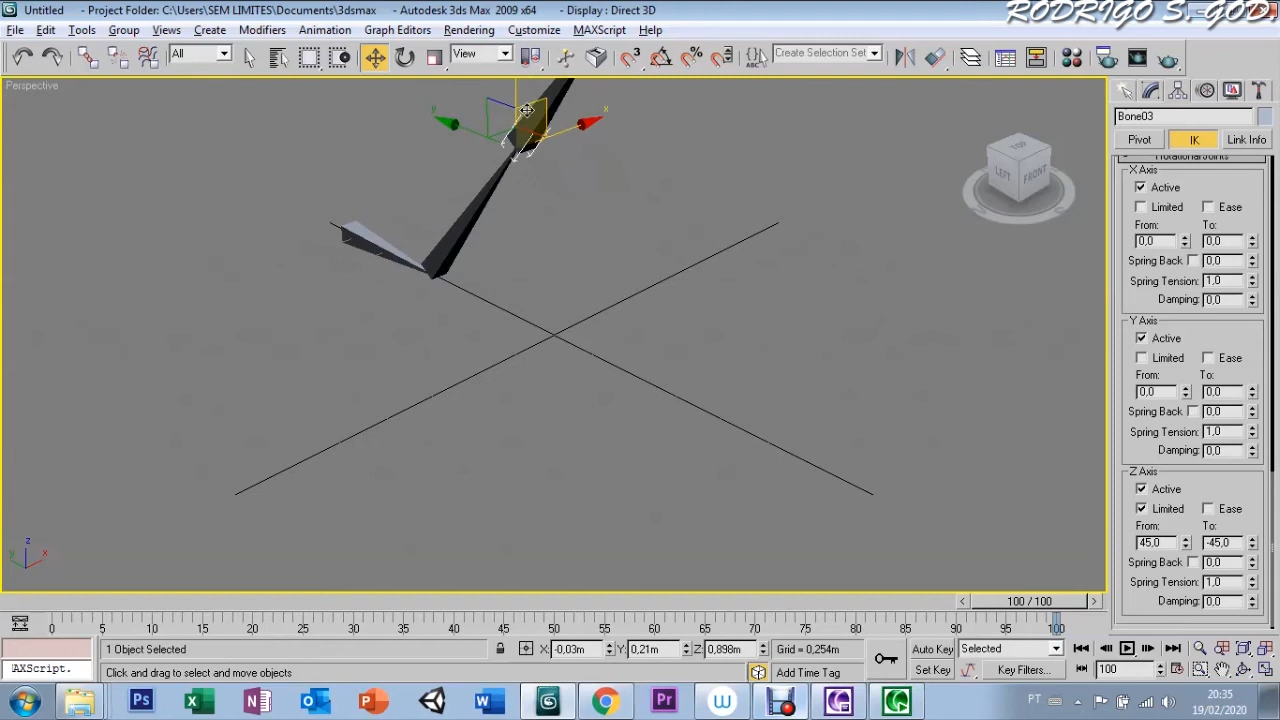 Untitled - Project Folder: C:\Users\SEM LIMITES\Documents\3dsmax - Autodesk 3ds Max 2009 x64 - Display : Direct 3D
RODRIGO S. GOD
File Edit Tools Group Views Create Modifiers Animation Graph Editors Rendering Customize MAXScript Help
All View Create Selection Set
Perspective
Bone03
Pivot IK Link Info
Rotational Joints
X Axis
Active
Limited Ease
From: To:
0,0 0,0
Spring Back 0,0
Spring Tension: 1,0
Damping: 0,0
Y Axis
Active
Limited Ease
From: To:
0,0 0,0
Spring Back 0,0
Spring Tension: 1,0
Damping: 0,0
Z Axis
Active
Limited Ease
From: To:
45,0 -45,0
Spring Back 0,0
Spring Tension: 1,0
Damping: 0,0
y x
TOP
LEFT FRONT
z
y x
100 / 100
0 5 10 15 20 25 30 35 40 45 50 55 60 65 70 75 80 85 90 95 100
1 Object Selected X: -0,03m Y: 0,21m Z: 0,898m Grid = 0,254m Auto Key Selected
AXScript. Click and drag to select and move objects Add Time Tag Set Key Key Filters... 100
PT 20:35
19/02/2020